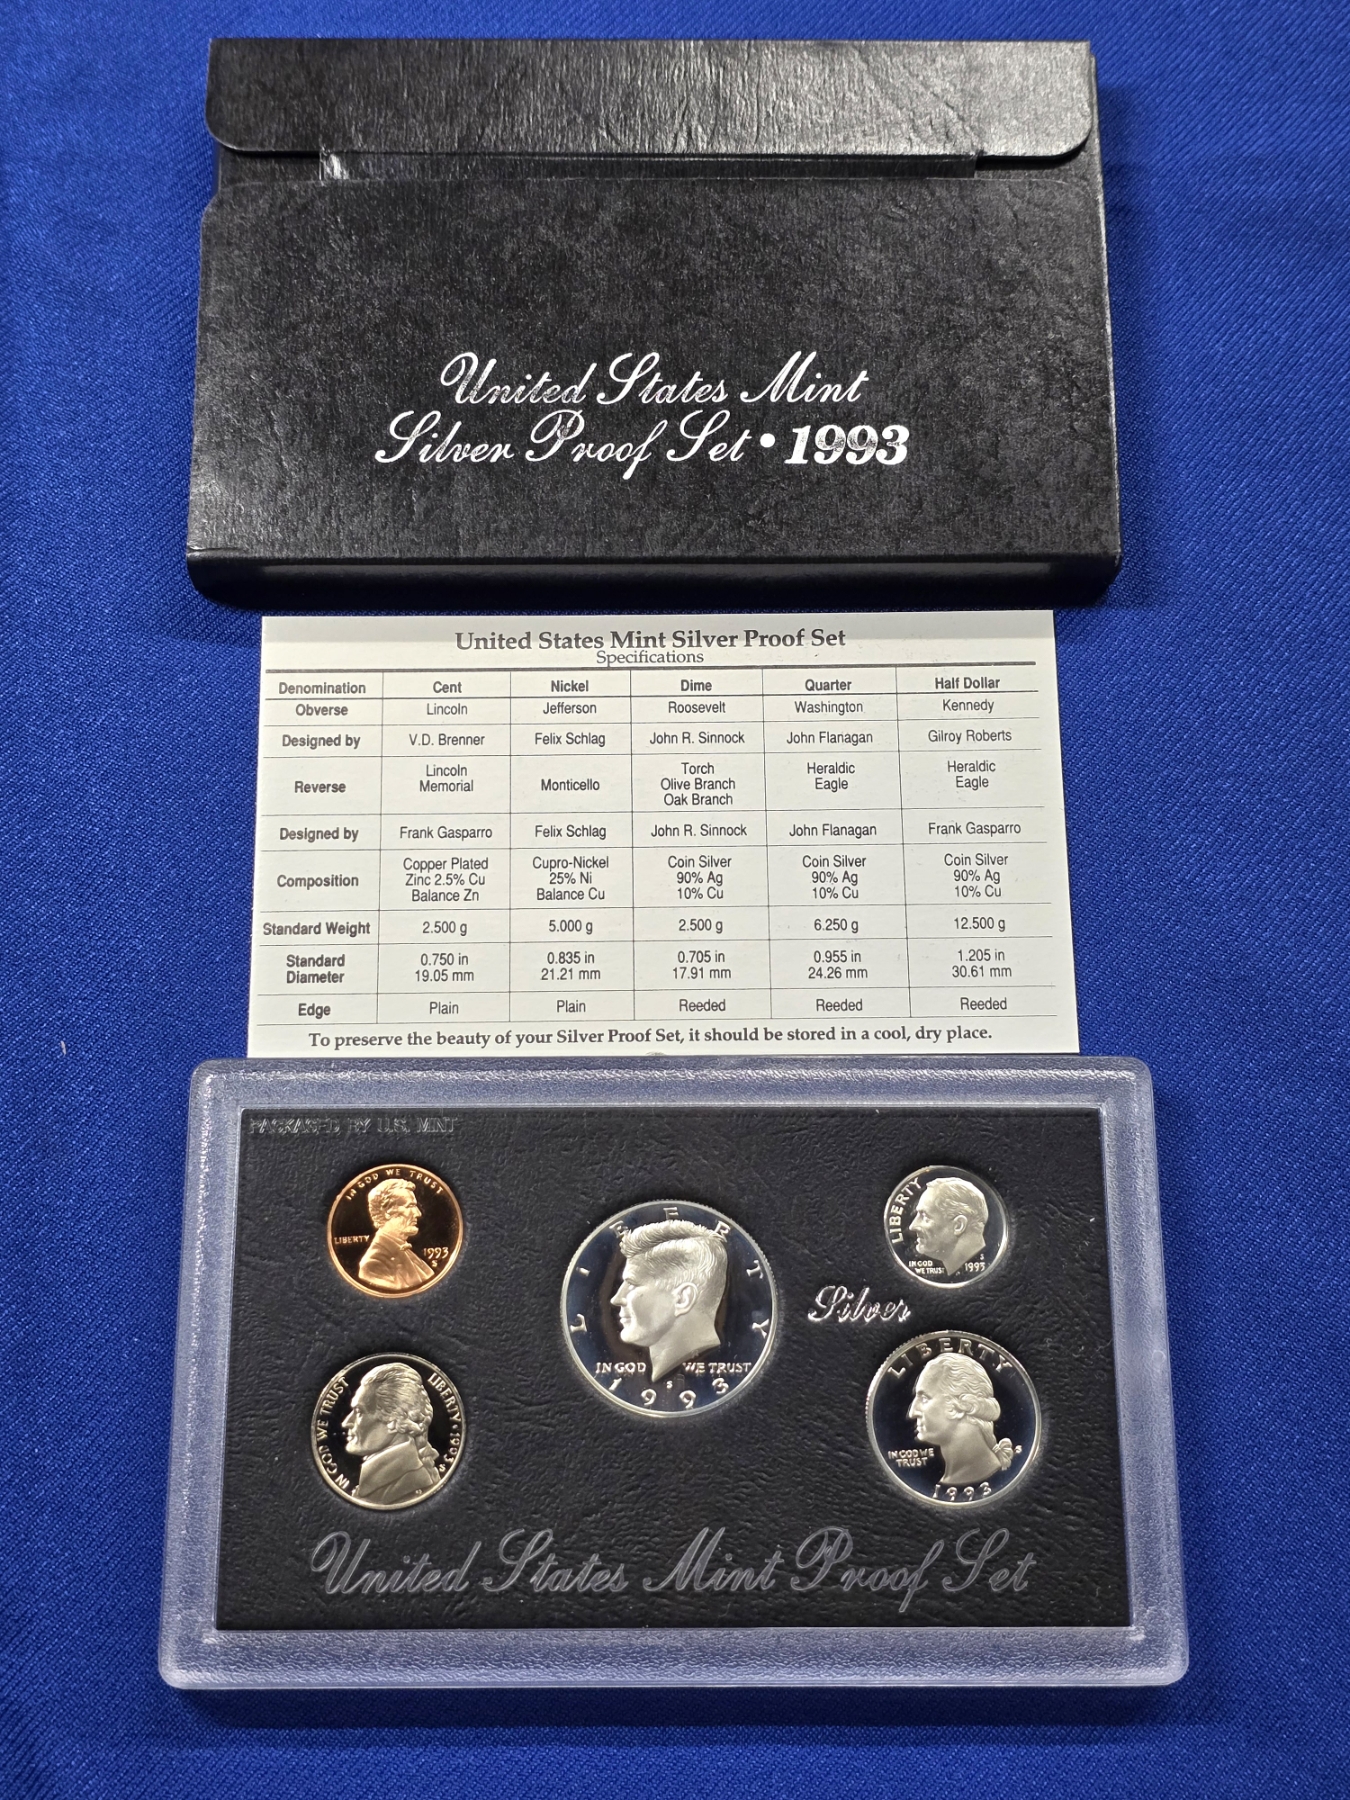 United States Mint
Silver Proof Set • 1993
United States Mint Silver Proof Set
Specifications
Denomination Cent Nickel Dime Quarter Half Dollar
Obverse Lincoln Jefferson Roosevelt Washington Kennedy
Designed by V.D. Brenner Felix Schlag John R. Sinnock John Flanagan Gilroy Roberts
Reverse Lincoln Memorial Monticello Torch Olive Branch Oak Branch Heraldic Eagle Heraldic Eagle
Designed by Frank Gasparro Felix Schlag John R. Sinnock John Flanagan Frank Gasparro
Composition Copper Plated Zinc 2.5% Cu Balance Zn Cupro-Nickel 25% Ni Balance Cu Coin Silver 90% Ag 10% Cu Coin Silver 90% Ag 10% Cu Coin Silver 90% Ag 10% Cu
Standard Weight 2.500 g 5.000 g 2.500 g 6.250 g 12.500 g
Standard Diameter 0.750 in 19.05 mm 0.835 in 21.21 mm 0.705 in 17.91 mm 0.955 in 24.26 mm 1.205 in 30.61 mm
Edge Plain Plain Reeded Reeded Reeded
To preserve the beauty of your Silver Proof Set, it should be stored in a cool, dry place.
PACKAGED BY U.S. MINT
IN GOD WE TRUST
LIBERTY
1993
S
LIBERTY
IN GOD WE TRUST
1993
S
LIBERTY
IN GOD
WE TRUST
1993
S
Silver
IN GOD WE TRUST
LIBERTY • 1993
S
LIBERTY
IN GOD WE
TRUST
S
1993
United States Mint Proof Set